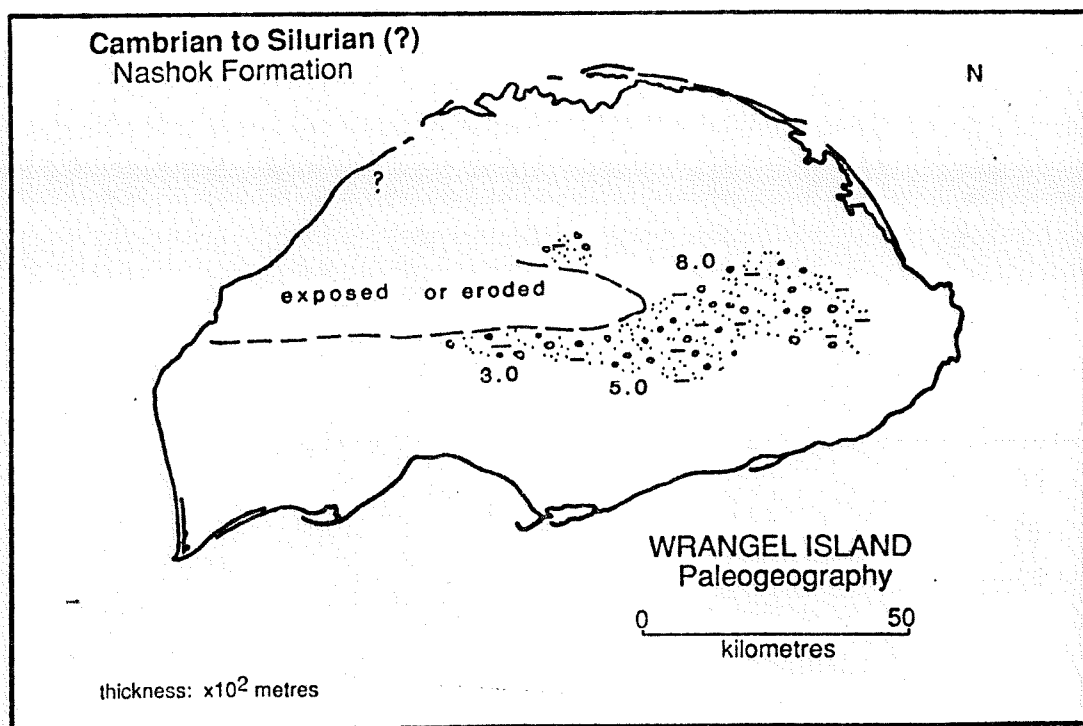 Cambrian to Silurian (?)
Nashok Formation
N
?
8.0
exposed or eroded
3.0
5.0
WRANGEL ISLAND
Paleogeography
0 50
kilometres
thickness: x10² metres